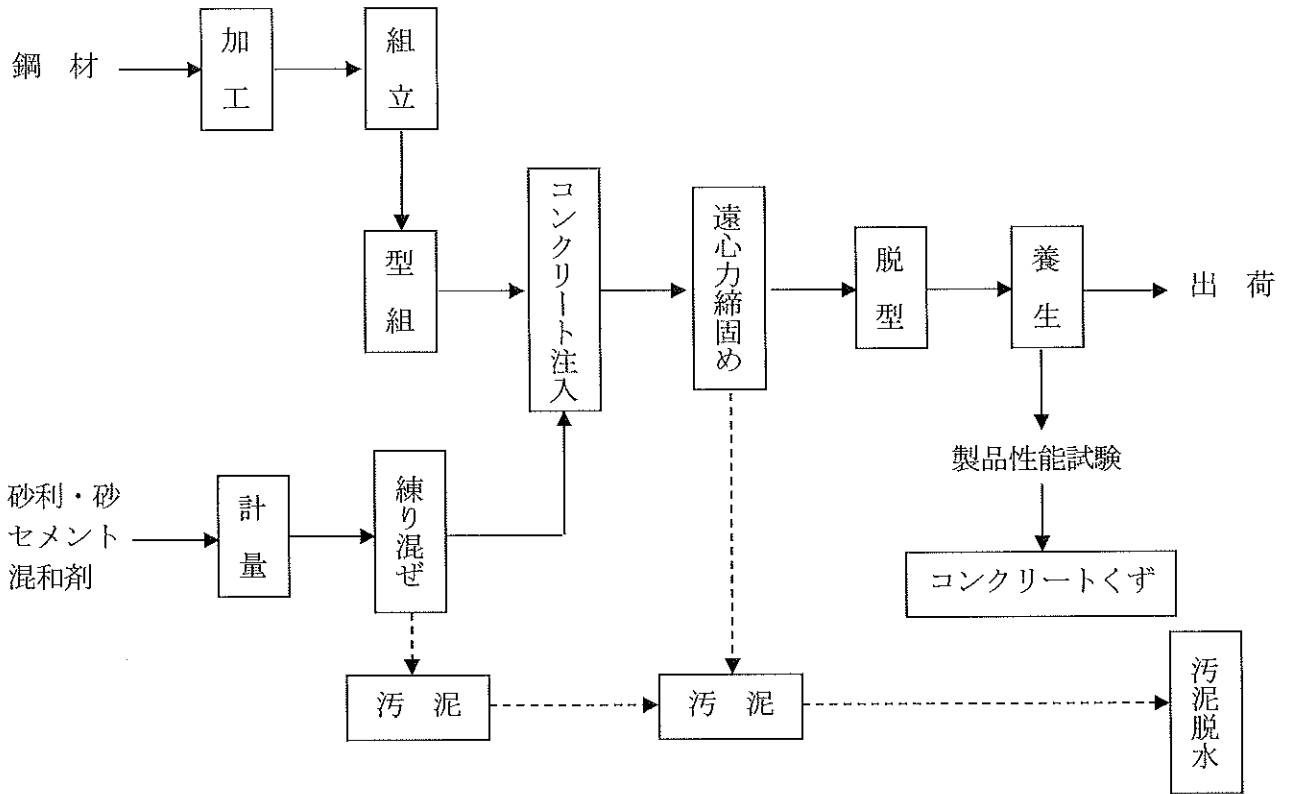 鋼 材
加工
組立
型組
コンクリート注入
遠心力締固め
脱型
養生
出 荷
製品性能試験
コンクリートくず
砂利・砂
セメント
混和剤
計量
練り混ぜ
汚 泥
汚 泥
汚泥脱水